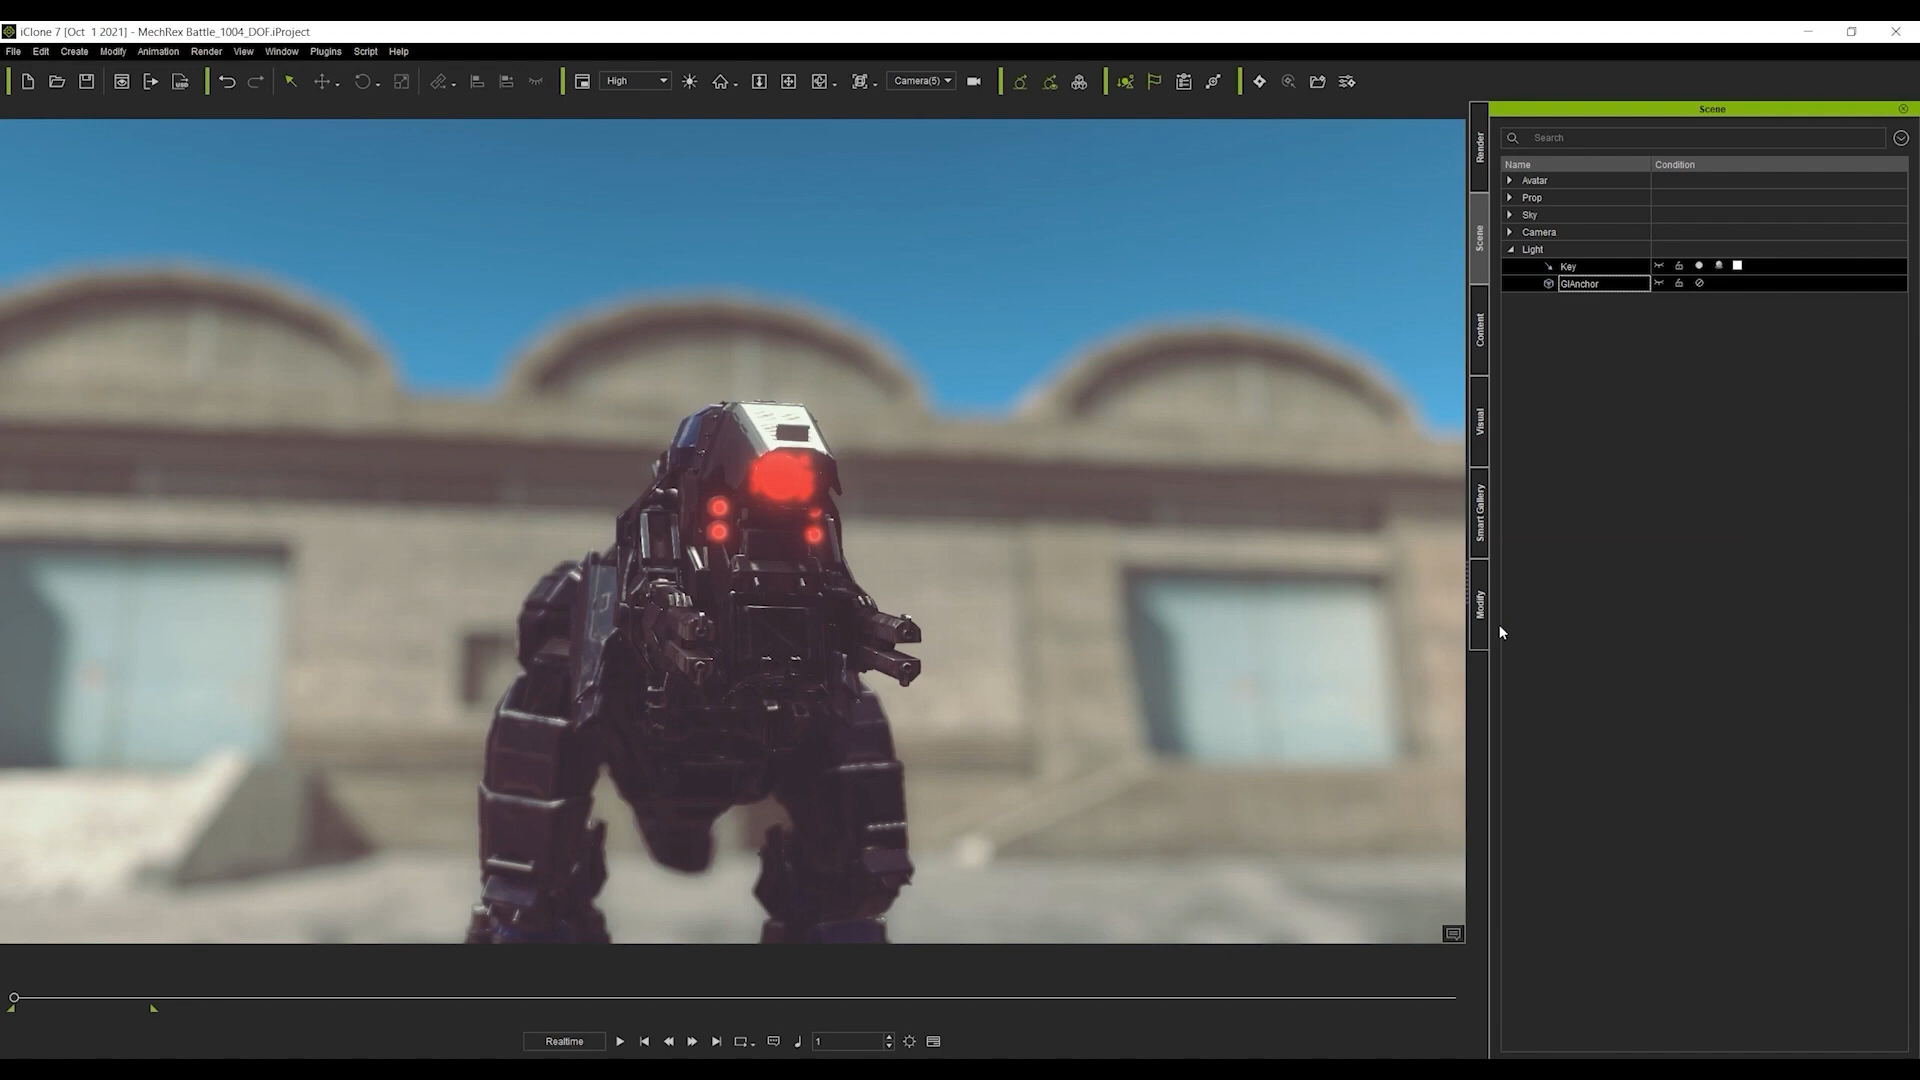 iClone 7 [Oct  1 2021] - MechRex Battle_1004_DOF.iProject
File Edit Create Modify Animation Render View Window Plugins Script Help
USD High Camera(5)
Scene
Search
Name Condition
Avatar
Prop
Sky
Camera
Light
Key
GIAnchor
Render
Scene
Content
Visual
Smart Gallery
Modify
Realtime 1